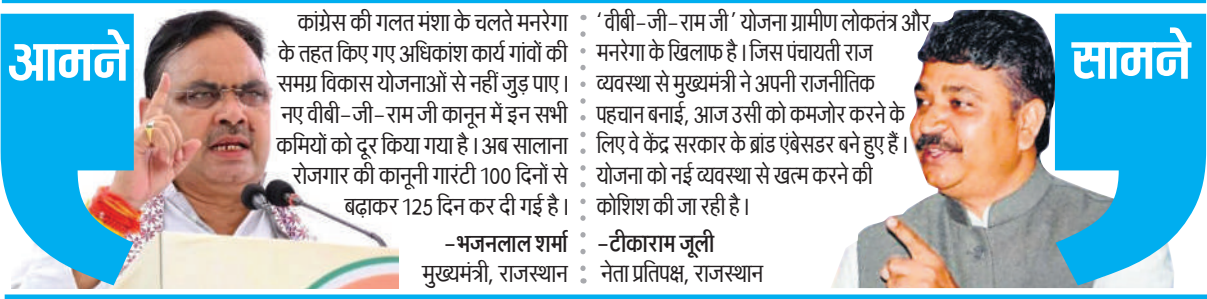 आमने
कांग्रेस की गलत मंशा के चलते मनरेगा
के तहत किए गए अधिकांश कार्य गांवों की
समग्र विकास योजनाओं से नहीं जुड़ पाए।
नए वीबी-जी-राम जी कानून में इन सभी
कमियों को दूर किया गया है। अब सालाना
रोजगार की कानूनी गारंटी 100 दिनों से
बढ़ाकर 125 दिन कर दी गई है।
-भजनलाल शर्मा
मुख्यमंत्री, राजस्थान
'वीबी-जी-राम जी' योजना ग्रामीण लोकतंत्र और
मनरेगा के खिलाफ है। जिस पंचायती राज
व्यवस्था से मुख्यमंत्री ने अपनी राजनीतिक
पहचान बनाई, आज उसी को कमजोर करने के
लिए वे केंद्र सरकार के ब्रांड एंबेसडर बने हुए हैं।
योजना को नई व्यवस्था से खत्म करने की
कोशिश की जा रही है।
-टीकाराम जूली
नेता प्रतिपक्ष, राजस्थान
सामने